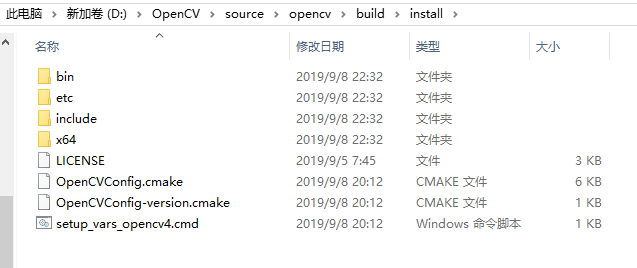 此电脑 > 新加卷 (D:) > OpenCV > source > opencv > build > install >
名称 修改日期 类型 大小
bin 2019/9/8 22:32 文件夹
etc 2019/9/8 22:32 文件夹
include 2019/9/8 22:32 文件夹
x64 2019/9/8 22:32 文件夹
LICENSE 2019/9/5 7:45 文件 3 KB
OpenCVConfig.cmake 2019/9/8 20:12 CMAKE 文件 6 KB
OpenCVConfig-version.cmake 2019/9/8 20:12 CMAKE 文件 1 KB
setup_vars_opencv4.cmd 2019/9/8 20:12 Windows 命令脚本 1 KB